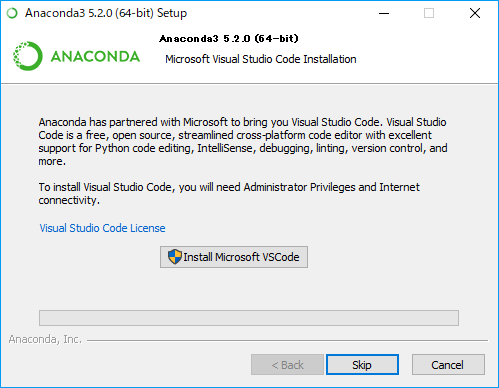 Anaconda3 5.2.0 (64-bit) Setup
ANACONDA
Anaconda3 5.2.0 (64-bit)
Microsoft Visual Studio Code Installation
Anaconda has partnered with Microsoft to bring you Visual Studio Code. Visual Studio
Code is a free, open source, streamlined cross-platform code editor with excellent
support for Python code editing, IntelliSense, debugging, linting, version control, and
more.
To install Visual Studio Code, you will need Administrator Privileges and Internet
connectivity.
Visual Studio Code License
Install Microsoft VSCode
Anaconda, Inc.
< Back
Skip
Cancel